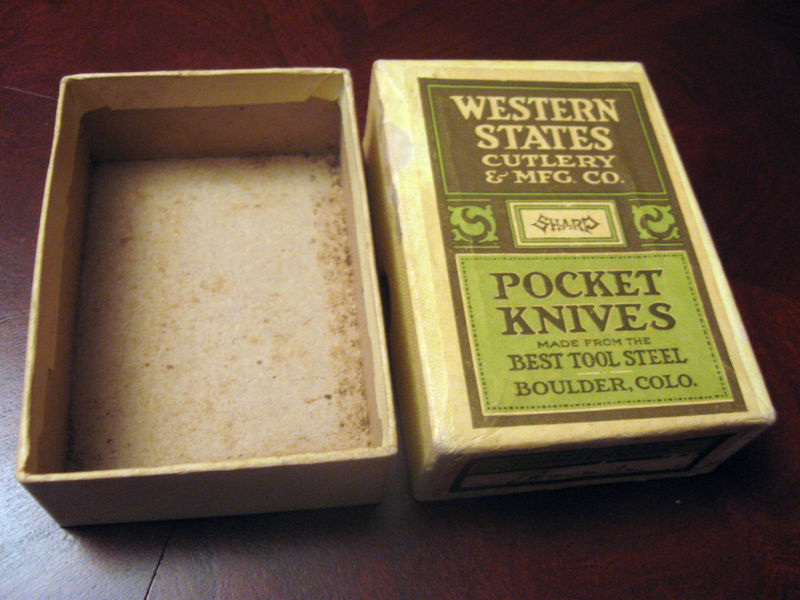 WESTERN
STATES
CUTLERY
& MFG. CO.
SHARP
POCKET
KNIVES
MADE FROM THE
BEST TOOL STEEL
BOULDER, COLO.